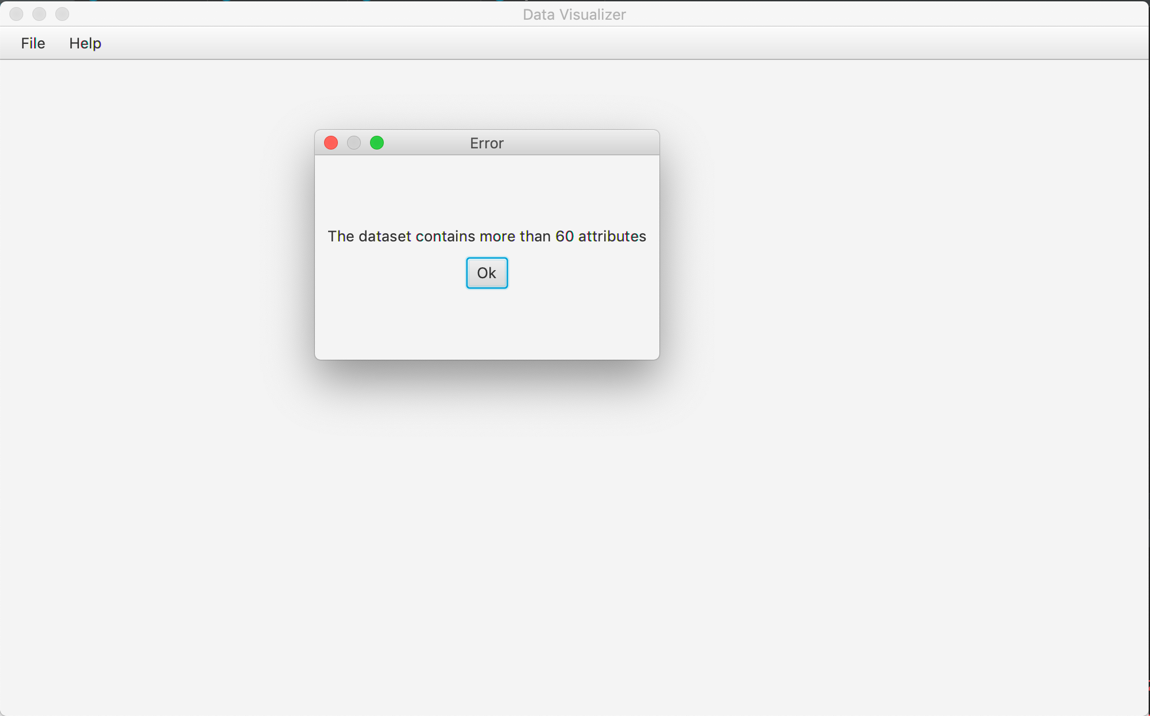 Data Visualizer
File Help
Error
The dataset contains more than 60 attributes
Ok